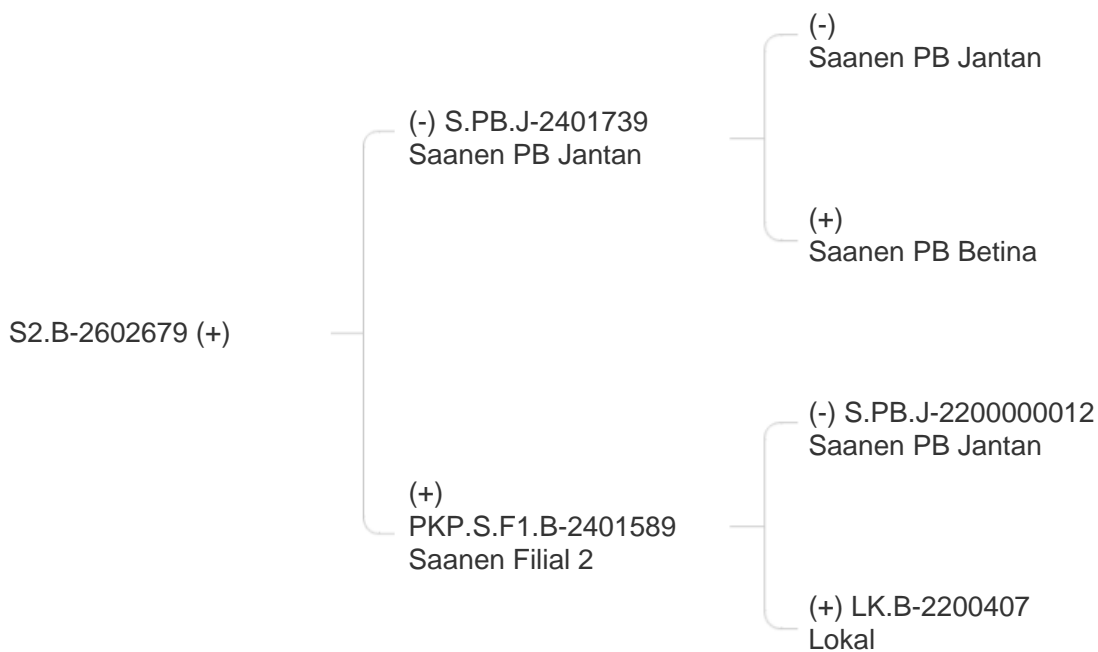 (-)
Saanen PB Jantan
(-) S.PB.J-2401739
Saanen PB Jantan
(+)
Saanen PB Betina
S2.B-2602679 (+)
(-) S.PB.J-2200000012
Saanen PB Jantan
(+)
PKP.S.F1.B-2401589
Saanen Filial 2
(+) LK.B-2200407
Lokal